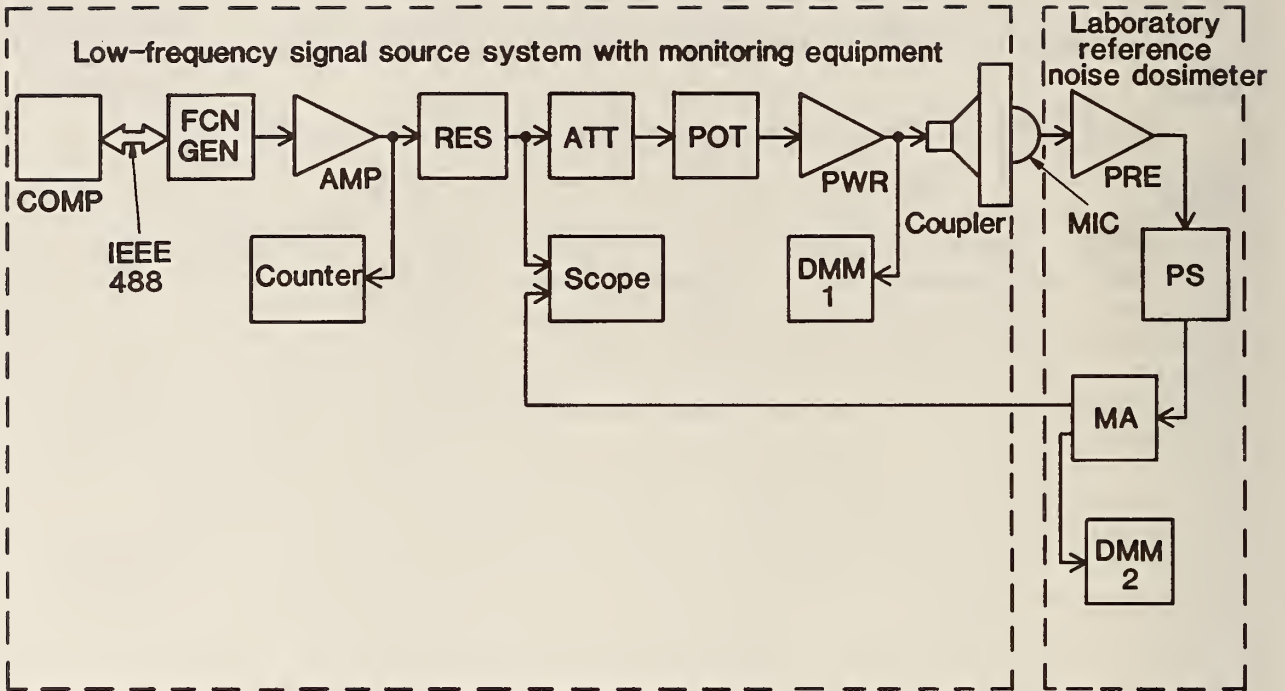 Low-frequency signal source system with monitoring equipment
Laboratory
reference
noise dosimeter
COMP
IEEE
488
FCN
GEN
AMP
RES
ATT
POT
PWR
Coupler
MIC
PRE
Counter
Scope
DMM
1
PS
MA
DMM
2